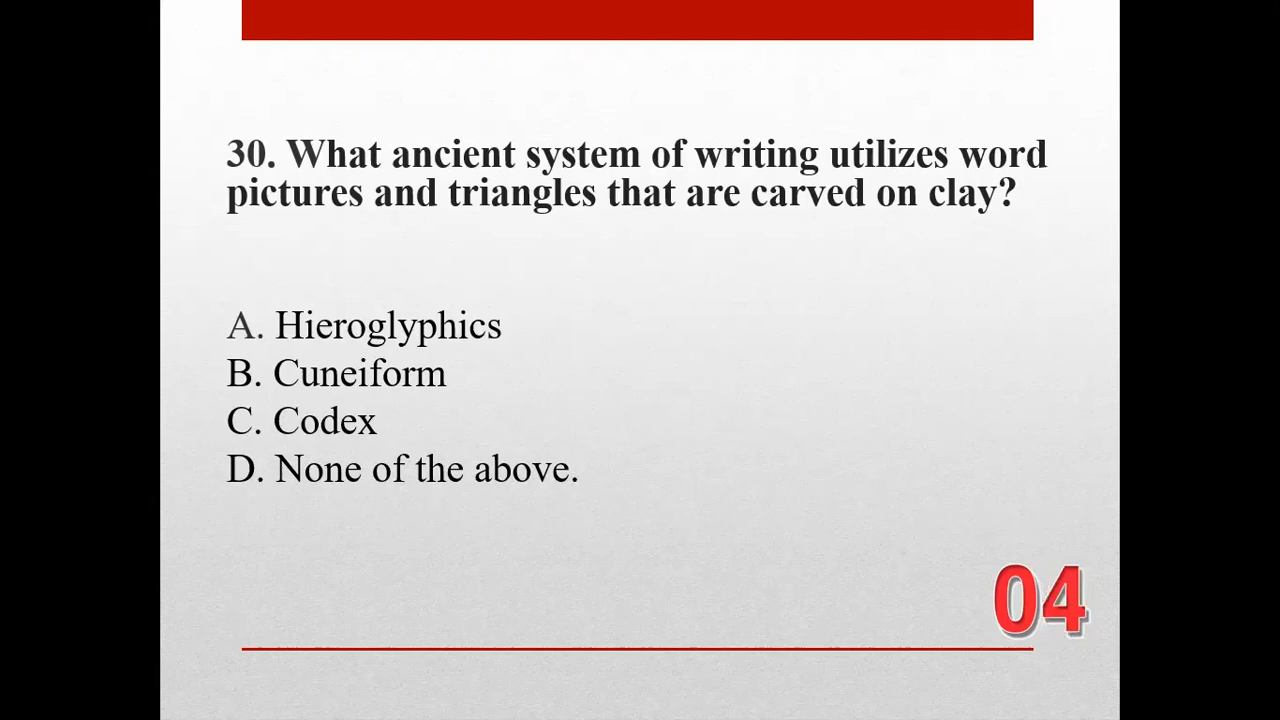 30. What ancient system of writing utilizes word
pictures and triangles that are carved on clay?
A. Hieroglyphics
B. Cuneiform
C. Codex
D. None of the above.
04